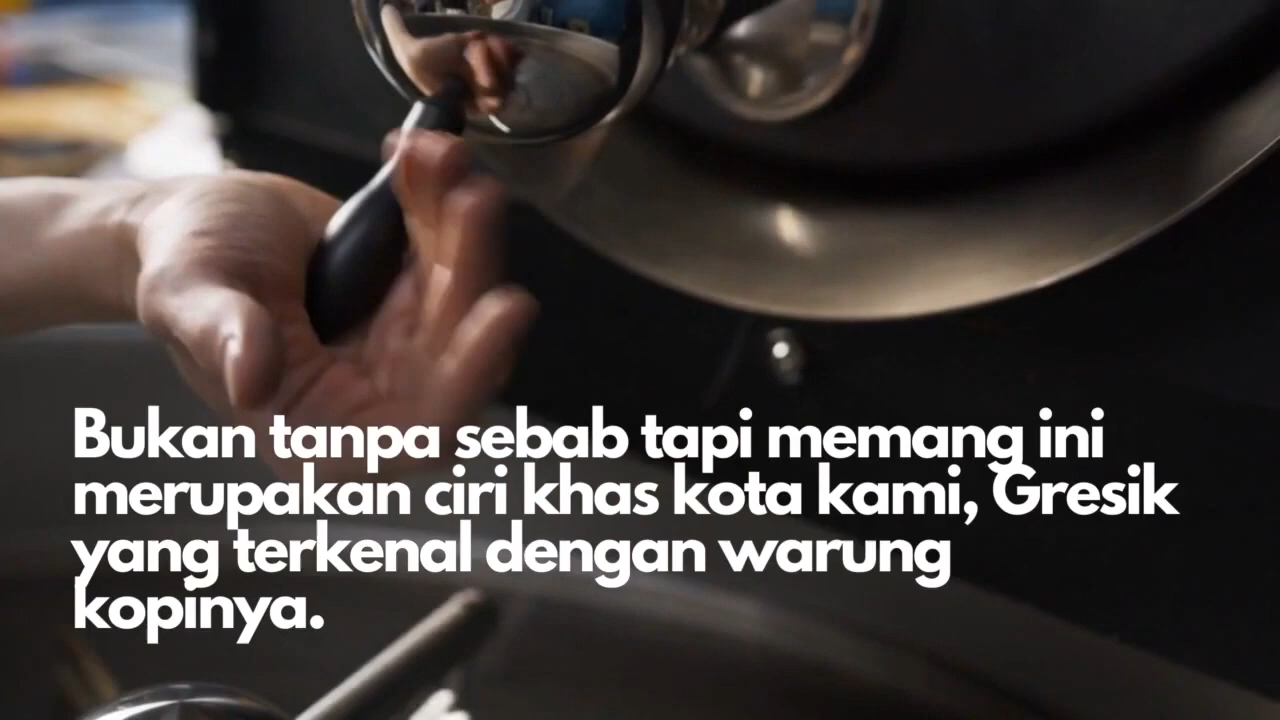 Bukan tanpa sebab tapi memang ini
merupakan ciri khas kota kami, Gresik
yang terkenal dengan warung
kopinya.